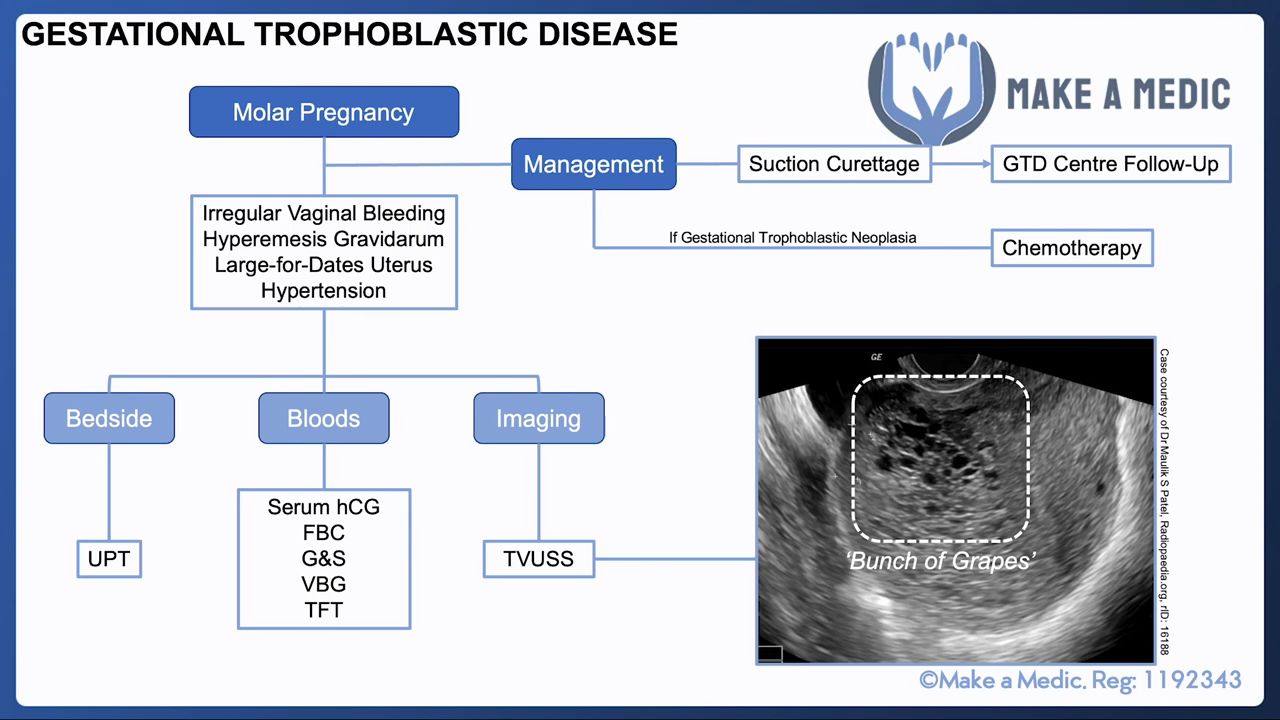 GESTATIONAL TROPHOBLASTIC DISEASE
MAKE A MEDIC
Molar Pregnancy
Management
Suction Curettage
GTD Centre Follow-Up
Irregular Vaginal Bleeding
Hyperemesis Gravidarum
Large-for-Dates Uterus
Hypertension
If Gestational Trophoblastic Neoplasia
Chemotherapy
Bedside
Bloods
Imaging
UPT
Serum hCG
FBC
G&S
VBG
TFT
TVUSS
GE
'Bunch of Grapes'
Case courtesy of Dr Maulik S Patel, Radiopaedia.org, rID: 16188
©Make a Medic. Reg: 1192343